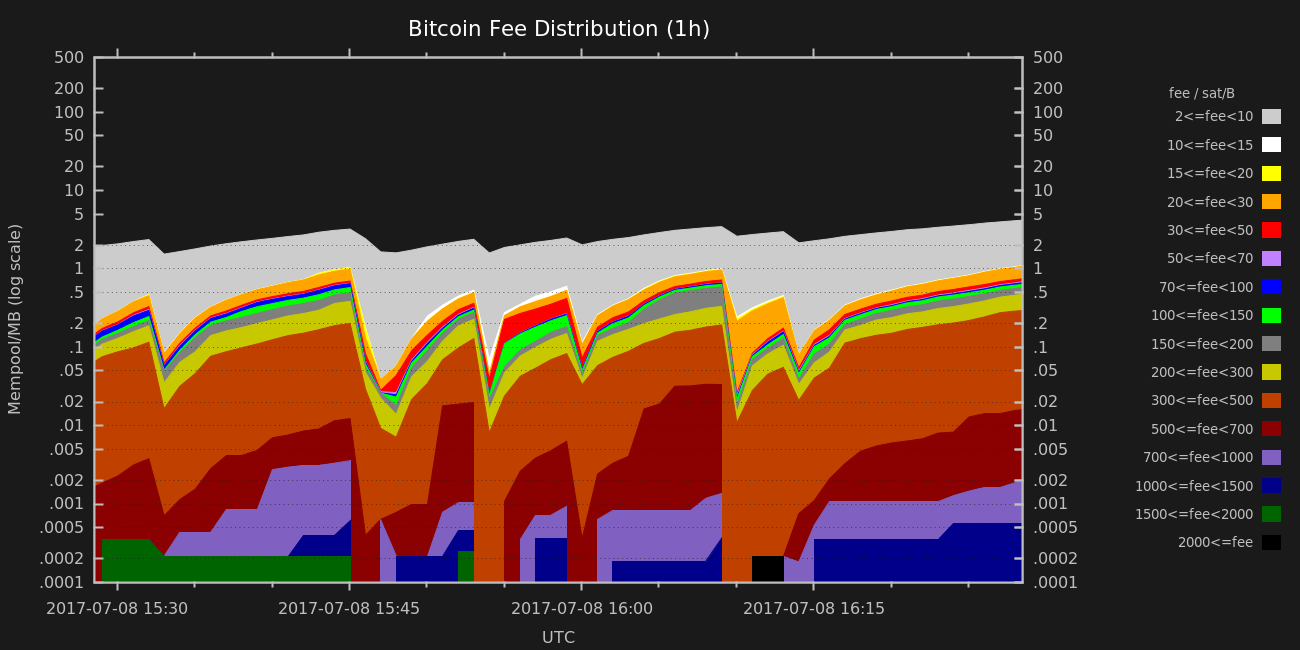 Bitcoin Fee Distribution (1h)
Mempool/MB (log scale)
500
200
100
50
20
10
5
2
1
.5
.2
.1
.05
.02
.01
.005
.002
.001
.0005
.0002
.0001
500
200
100
50
20
10
5
2
1
.5
.2
.1
.05
.02
.01
.005
.002
.001
.0005
.0002
.0001
2017-07-08 15:30
2017-07-08 15:45
2017-07-08 16:00
2017-07-08 16:15
UTC
fee / sat/B
2<=fee<10
10<=fee<15
15<=fee<20
20<=fee<30
30<=fee<50
50<=fee<70
70<=fee<100
100<=fee<150
150<=fee<200
200<=fee<300
300<=fee<500
500<=fee<700
700<=fee<1000
1000<=fee<1500
1500<=fee<2000
2000<=fee